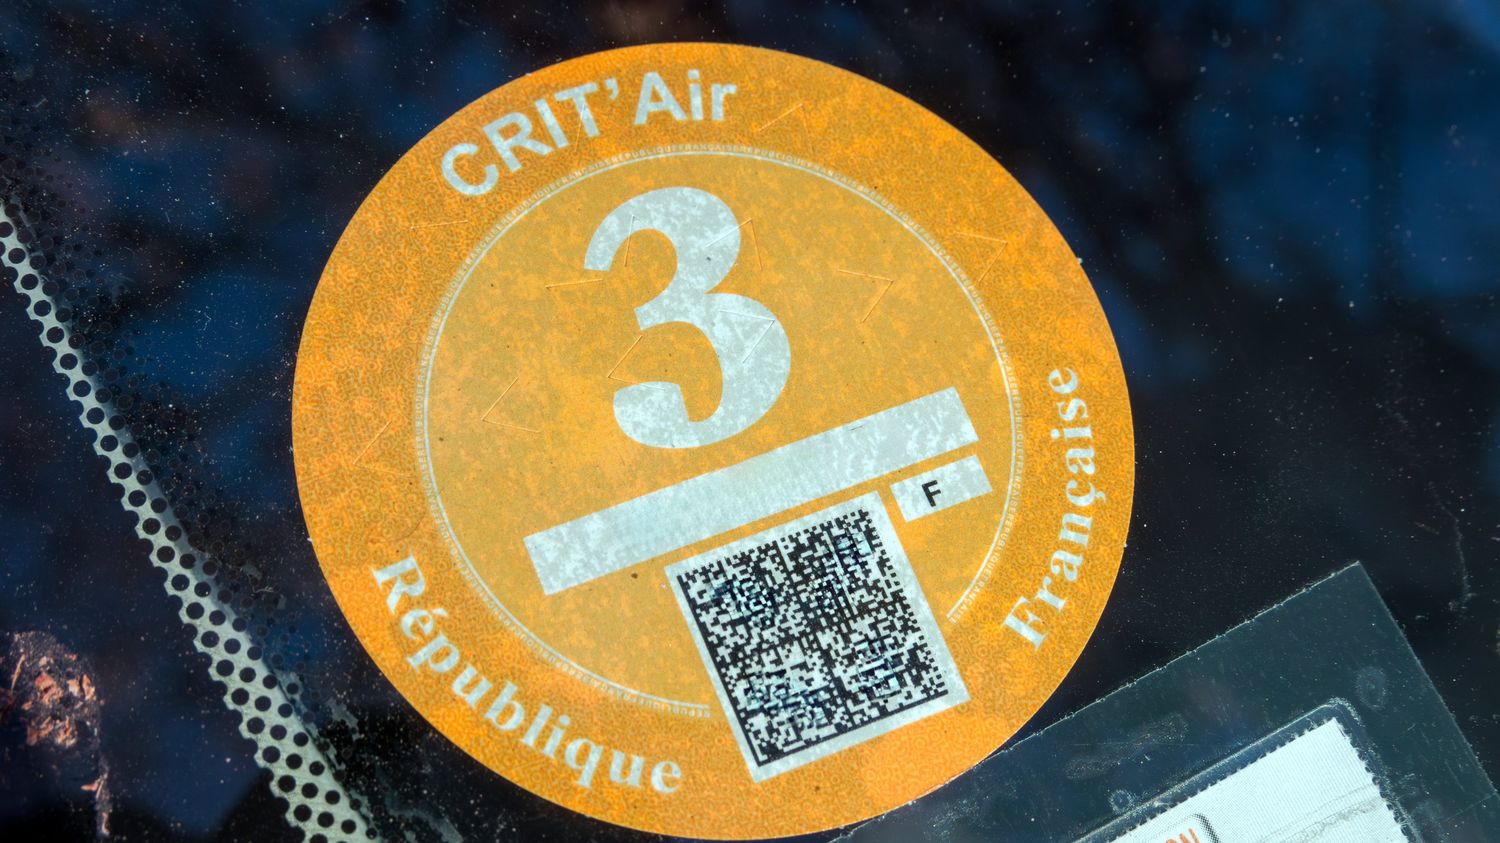 CRIT'Air
3
F
République
Française